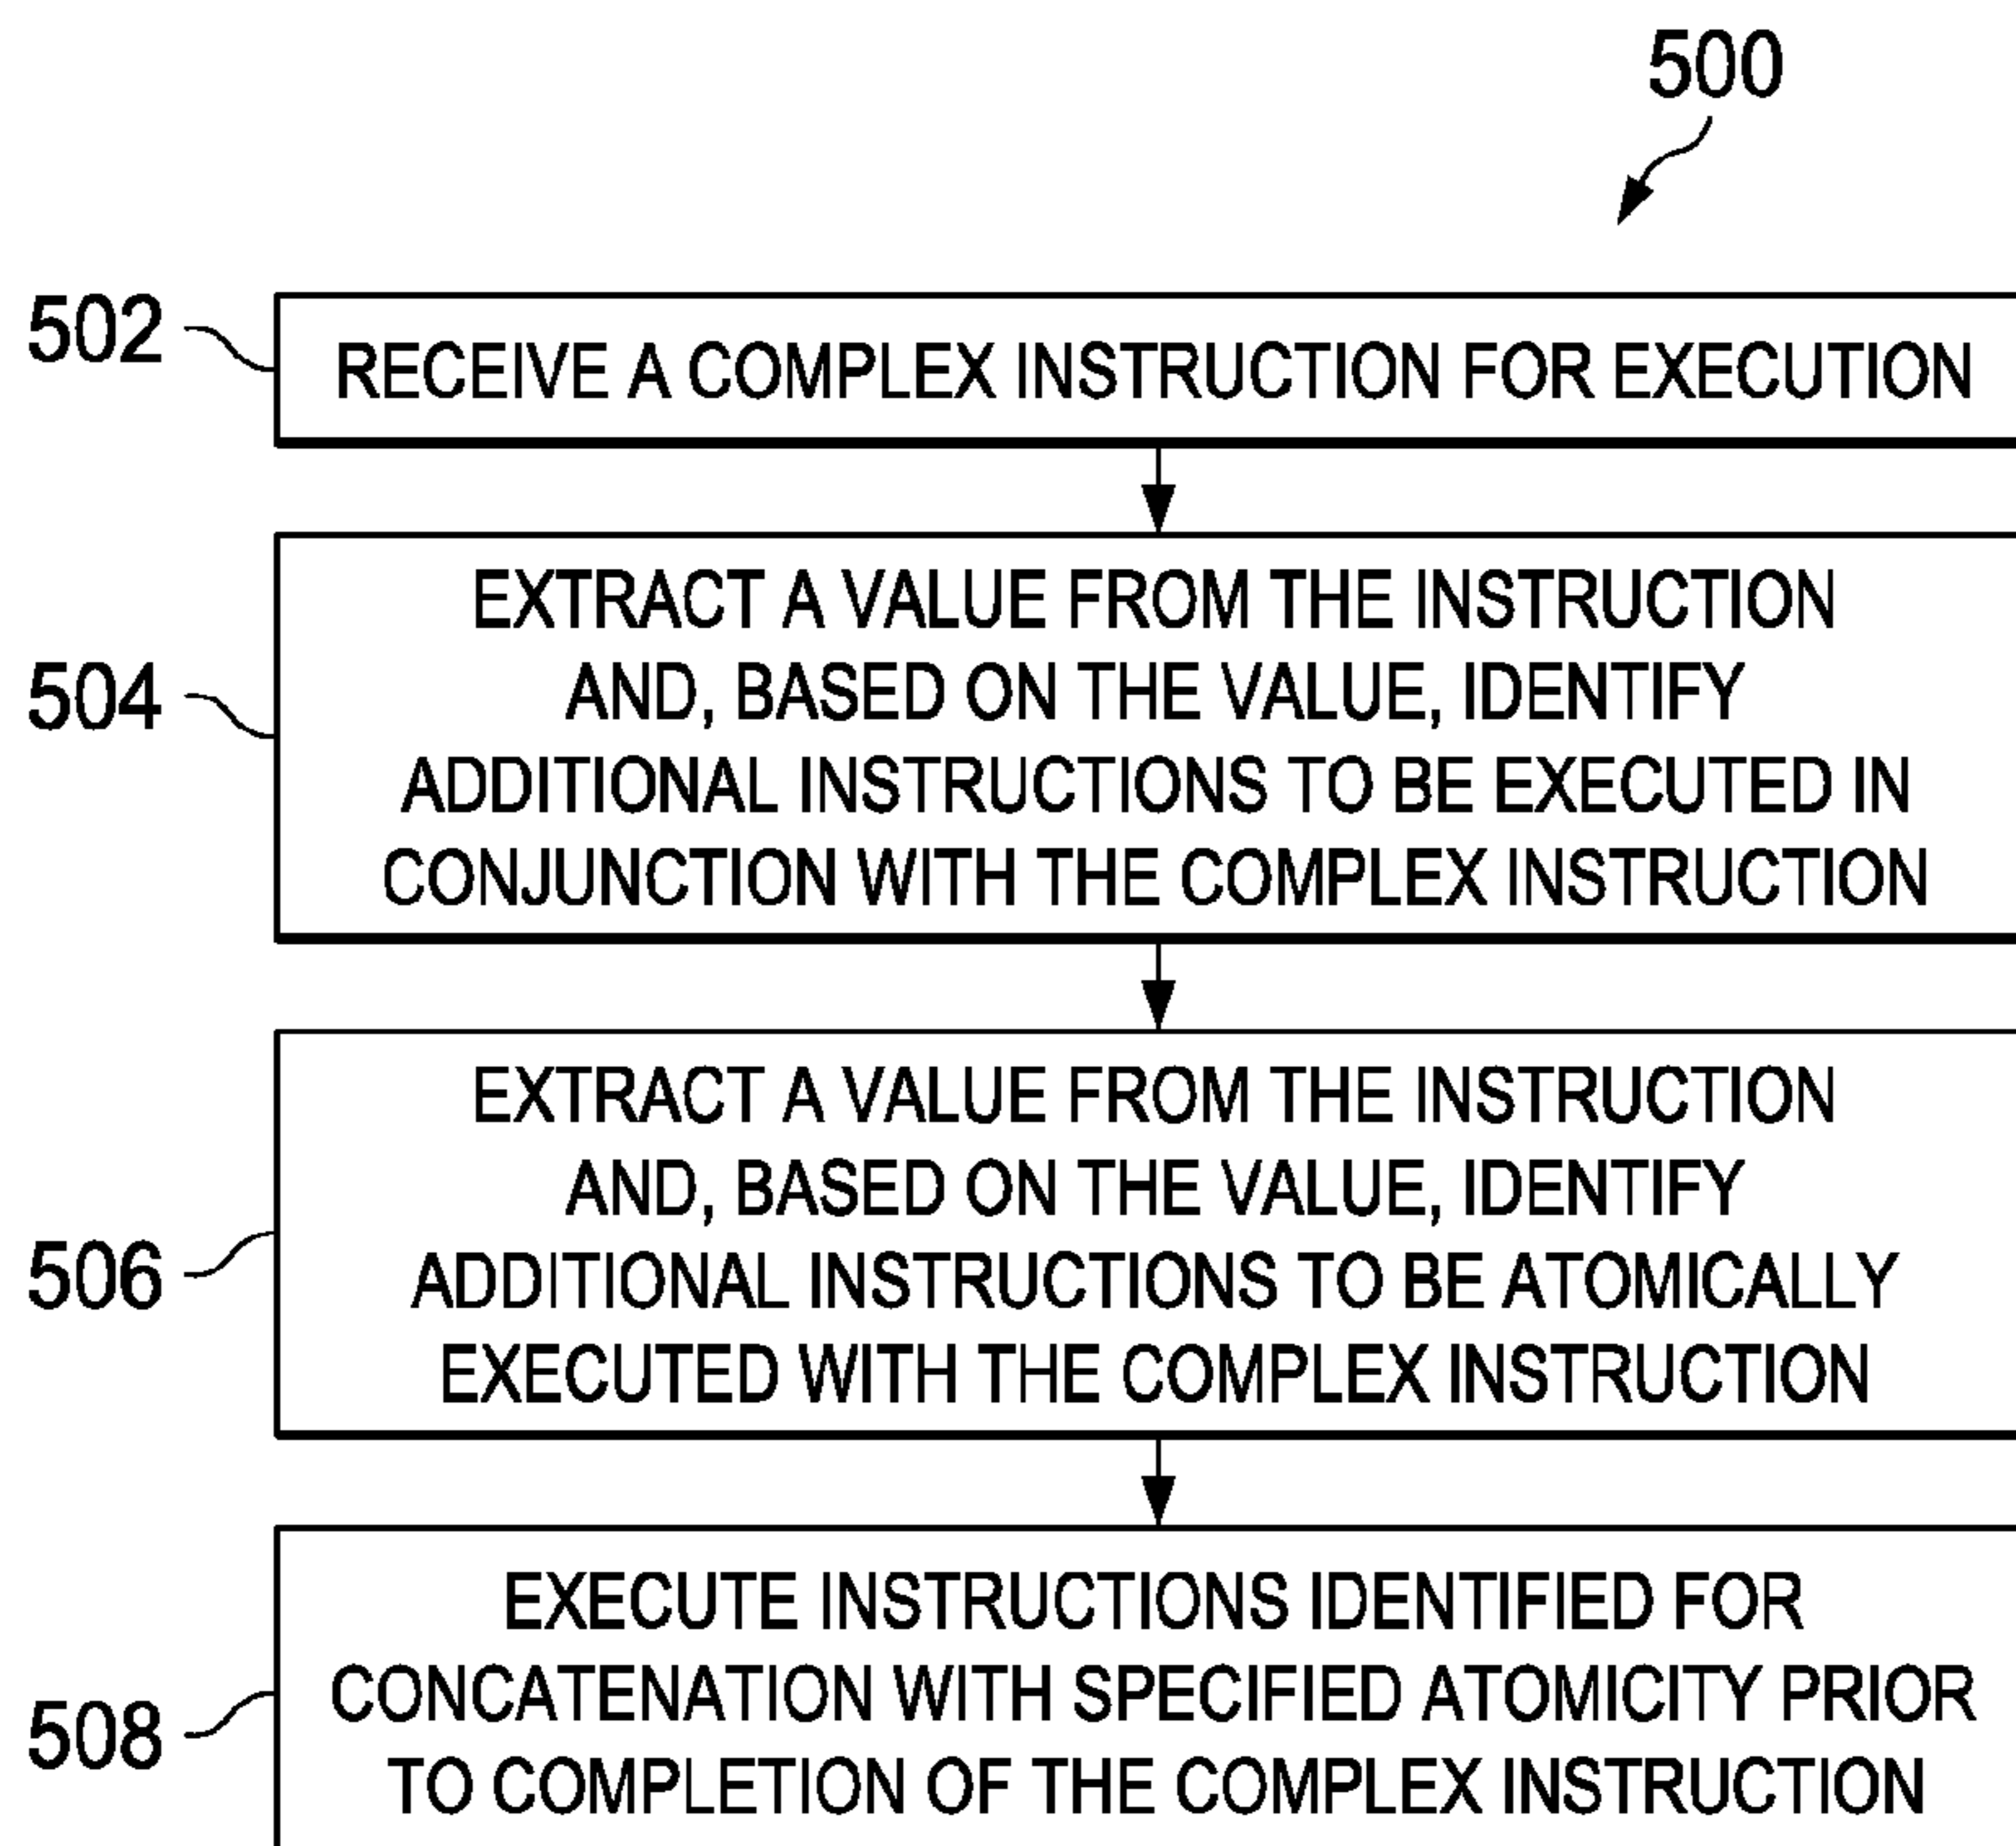 500
502
RECEIVE A COMPLEX INSTRUCTION FOR EXECUTION
504
EXTRACT A VALUE FROM THE INSTRUCTION
AND, BASED ON THE VALUE, IDENTIFY
ADDITIONAL INSTRUCTIONS TO BE EXECUTED IN
CONJUNCTION WITH THE COMPLEX INSTRUCTION
506
EXTRACT A VALUE FROM THE INSTRUCTION
AND, BASED ON THE VALUE, IDENTIFY
ADDITIONAL INSTRUCTIONS TO BE ATOMICALLY
EXECUTED WITH THE COMPLEX INSTRUCTION
508
EXECUTE INSTRUCTIONS IDENTIFIED FOR
CONCATENATION WITH SPECIFIED ATOMICITY PRIOR
TO COMPLETION OF THE COMPLEX INSTRUCTION